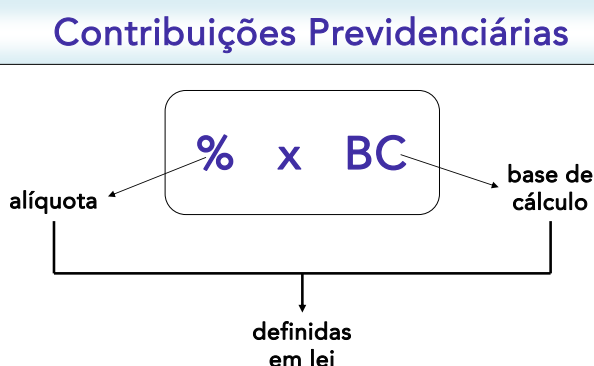 Contribuições Previdenciárias
% x BC
alíquota
base de
cálculo
definidas
em lei